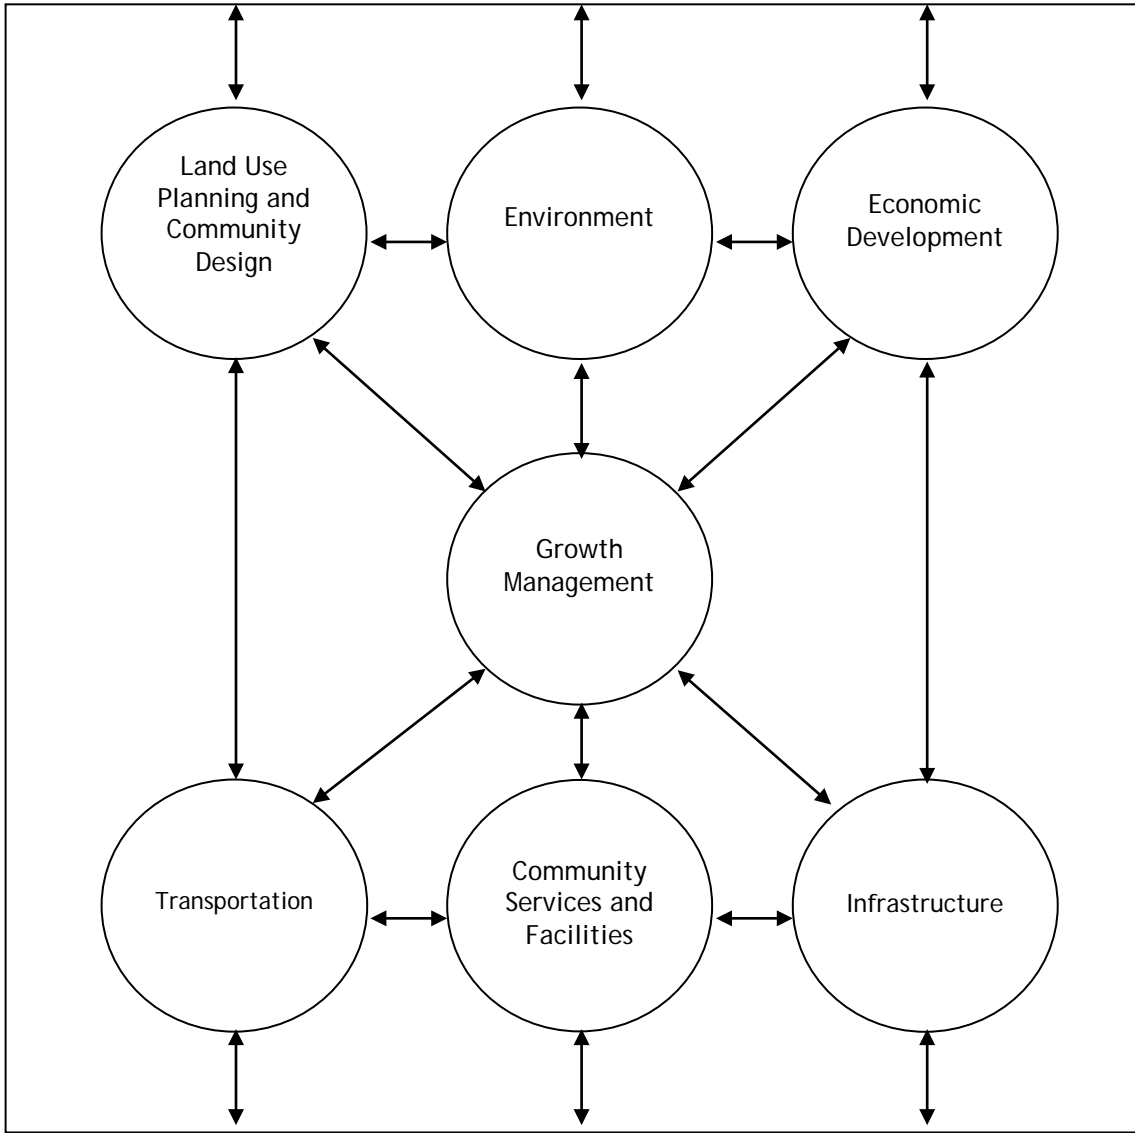 Land Use
Planning and
Community
Design
Environment
Economic
Development
Growth
Management
Transportation
Community
Services and
Facilities
Infrastructure